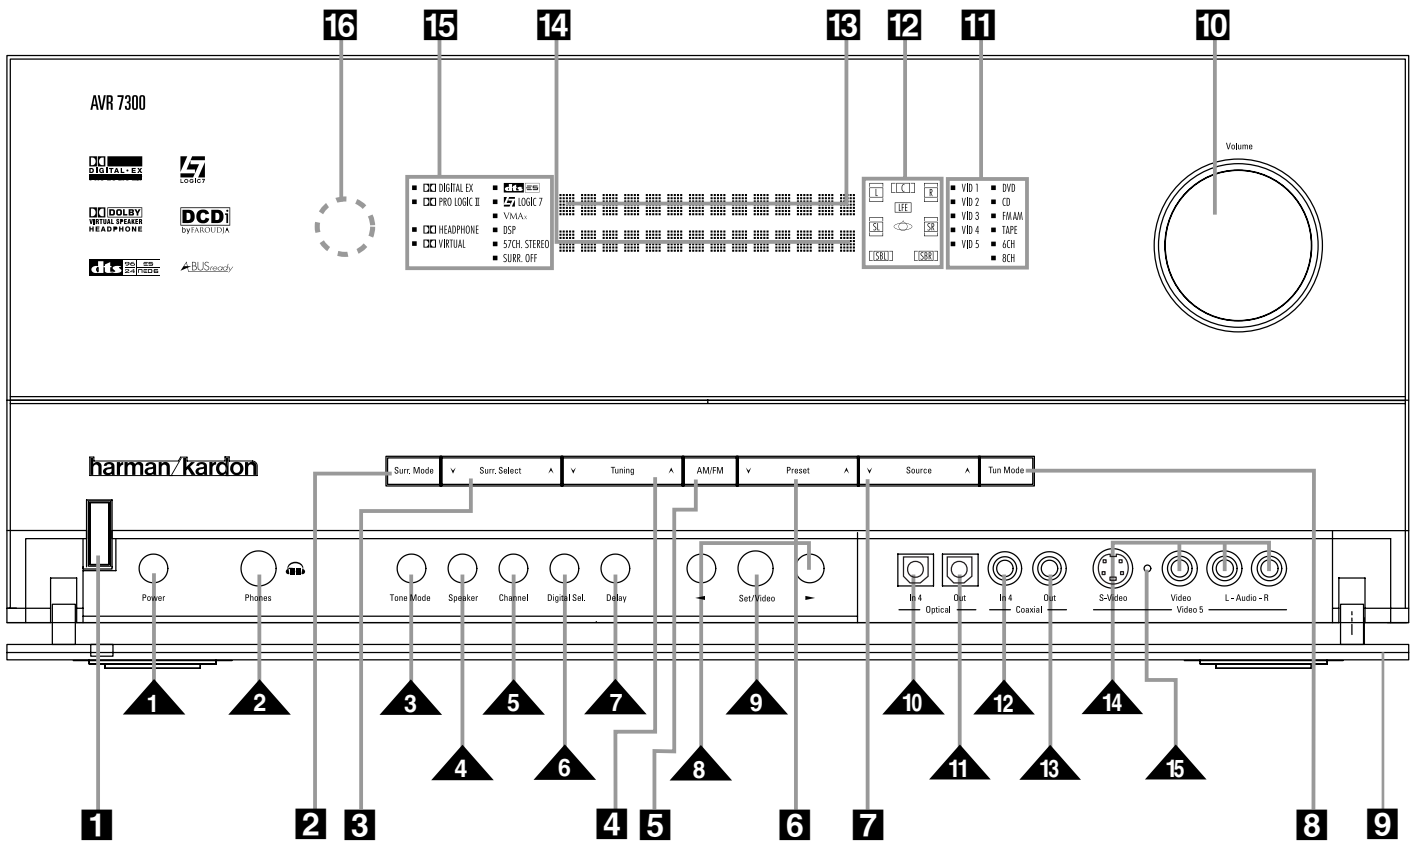 16
15
14
13
12
11
10
AVR 7300
DIGITAL·EX
LOGIC7
DOLBY
VIRTUAL SPEAKER
HEADPHONE
DCDi
by FAROUDJA
dts 96 ES
24 NEO6
A·BUS ready
DIGITAL EX
PRO LOGIC II
HEADPHONE
VIRTUAL
dts ES
LOGIC 7
VMAx
DSP
57CH. STEREO
SURR. OFF
L C R
LFE
SL SR
SBL SBR
VID 1
VID 2
VID 3
VID 4
VID 5
DVD
CD
FM AM
TAPE
6CH
8CH
Volume
harman/kardon
Surr. Mode
Surr. Select
Tuning
AM/FM
Preset
Source
Tun Mode
Power
Phones
Tone Mode
Speaker
Channel
Digital Sel.
Delay
Set/Video
In 4
Out
Optical
In 4
Out
Coaxial
S-Video
Video
L - Audio - R
Video 5
1
2
3
5
7
9
10
12
14
4
6
8
11
13
15
1
2
3
4
5
6
7
8
9